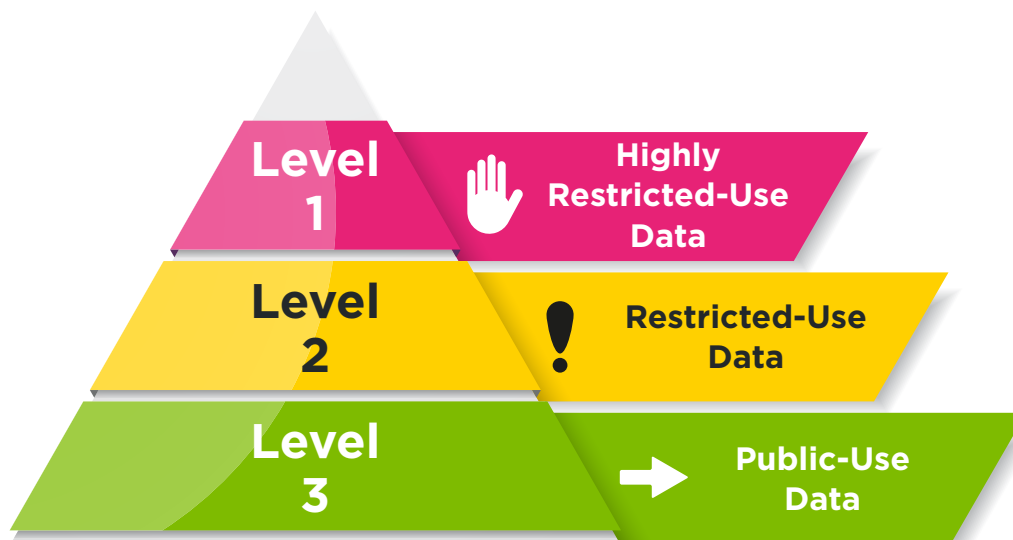 Level
1
Highly
Restricted-Use
Data
Level
2
Restricted-Use
Data
Level
3
Public-Use
Data